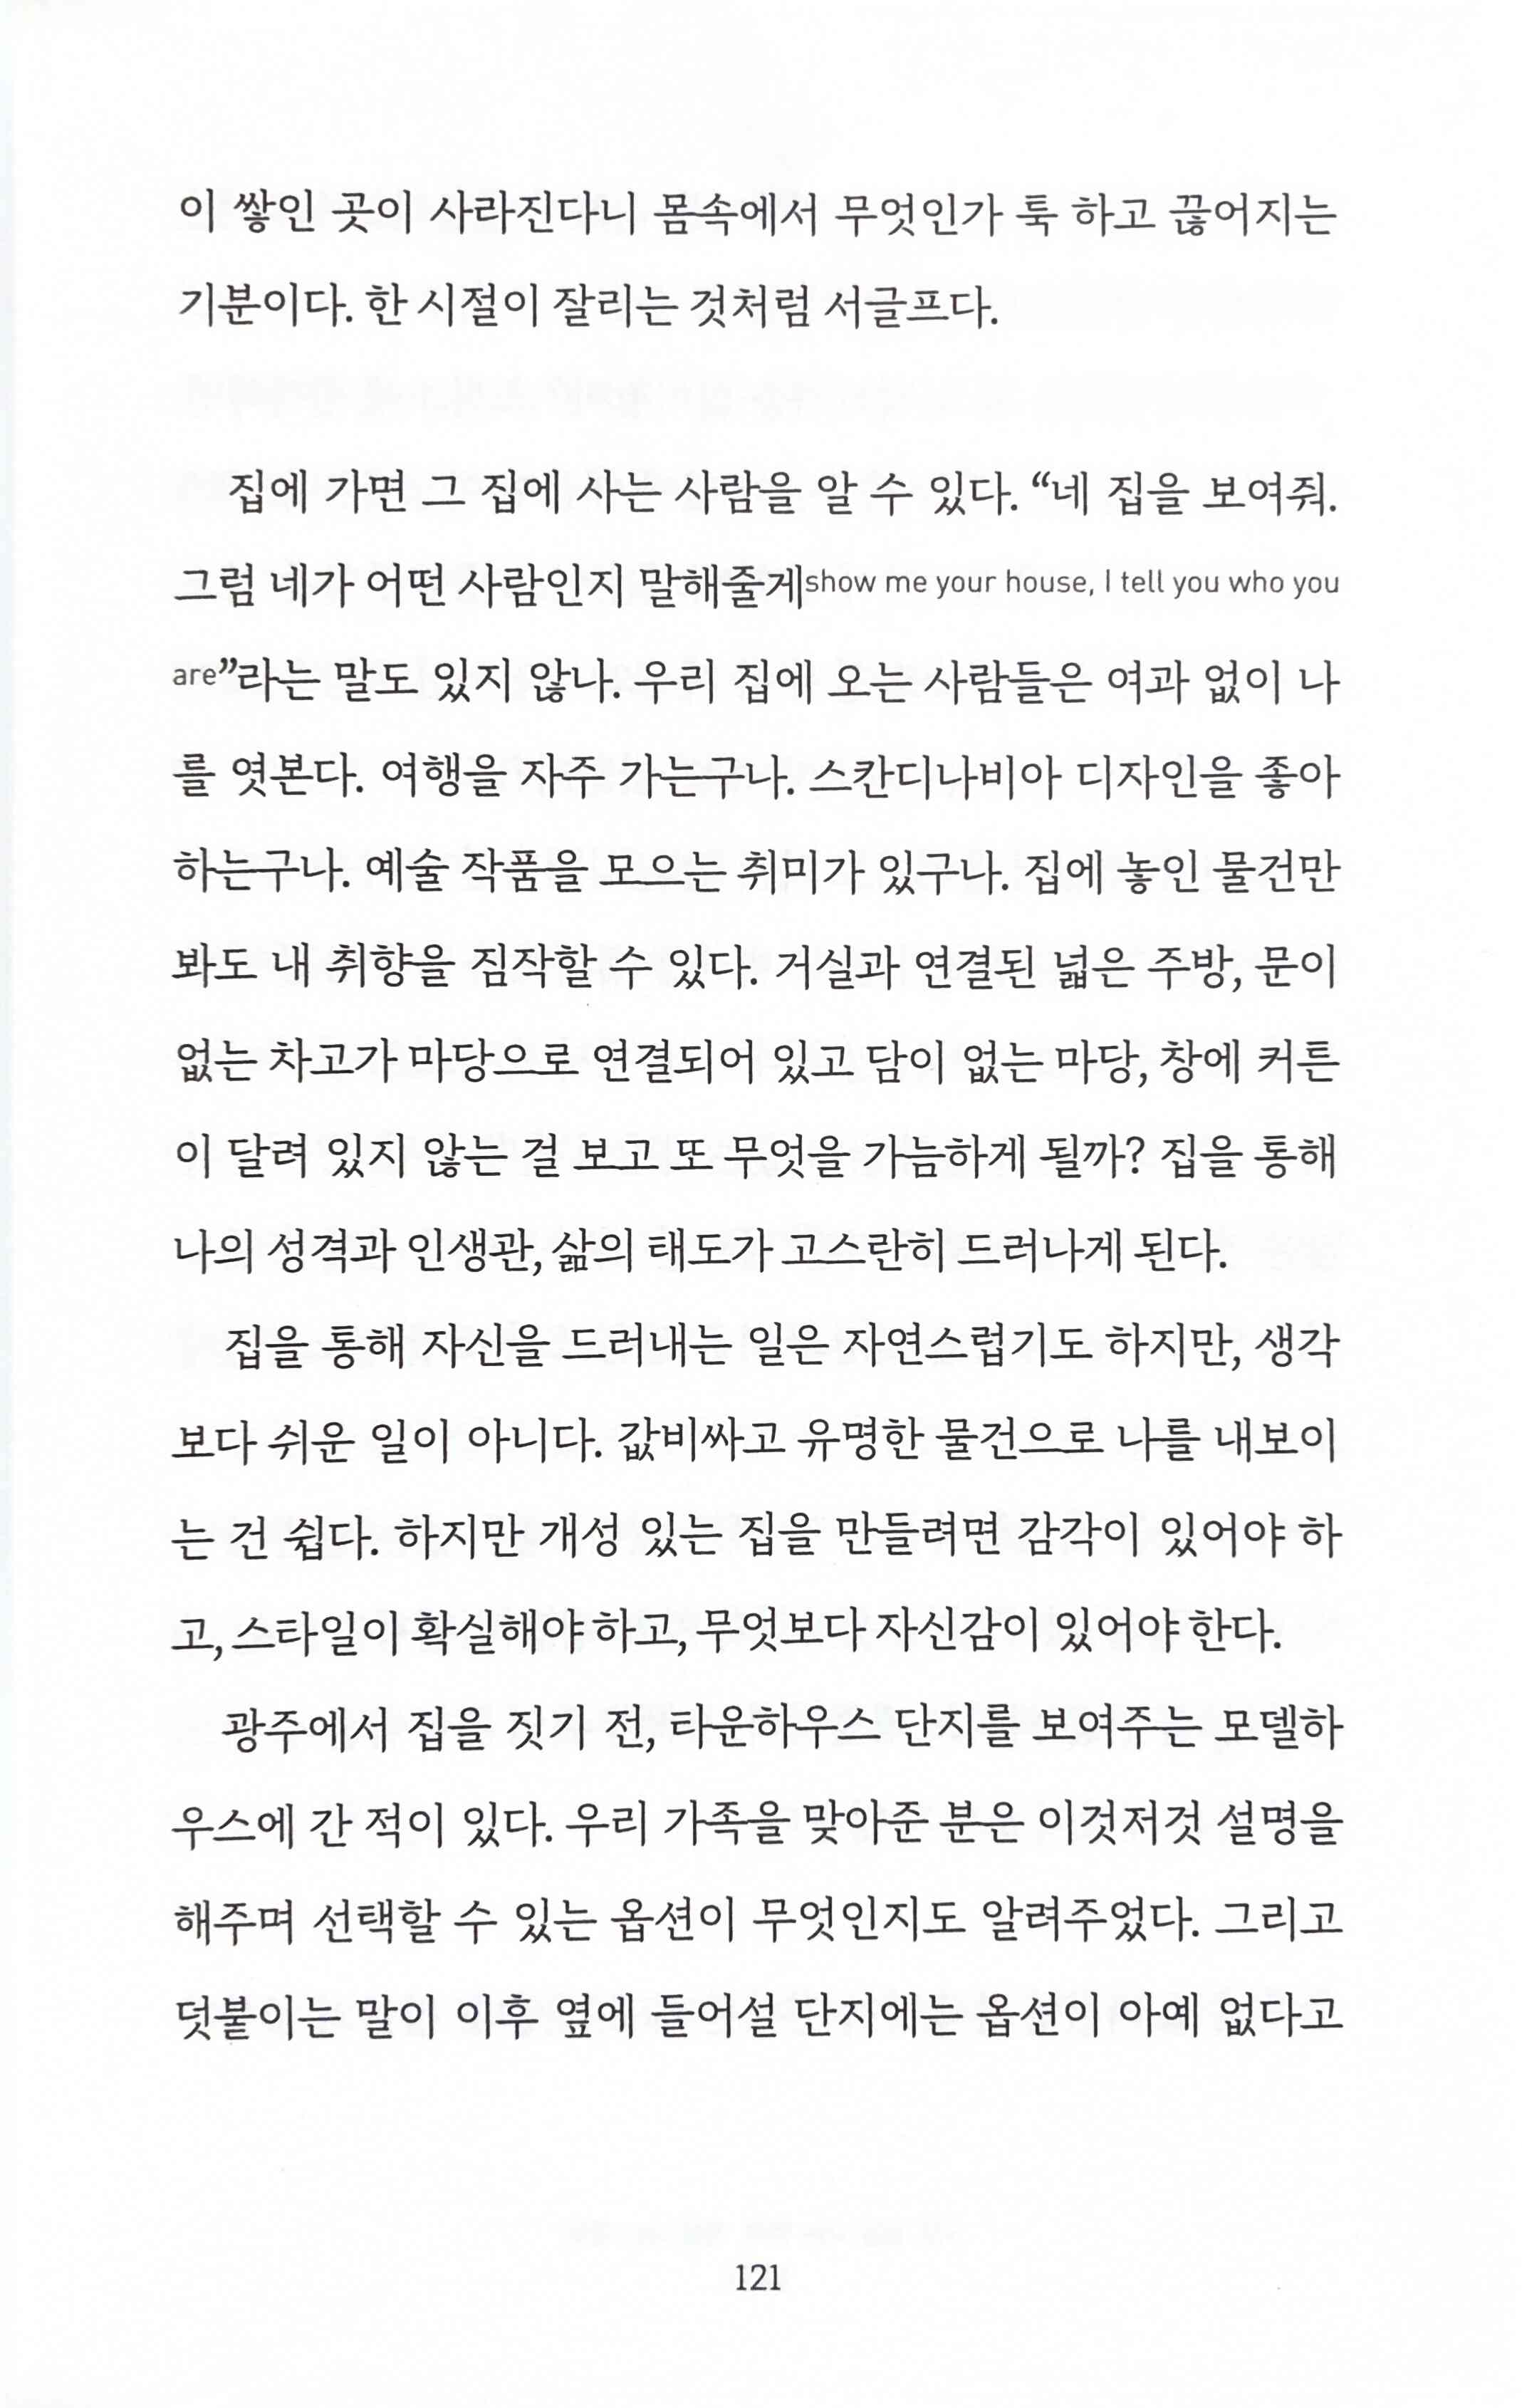 이 쌓인 곳이 사라진다니 몸속에서 무엇인가 툭 하고 끊어지는
기분이다. 한 시절이 잘리는 것처럼 서글프다.
집에 가면 그 집에 사는 사람을 알 수 있다. “네 집을 보여줘.
그럼 네가 어떤 사람인지 말해줄게show me your house, I tell you who you
are”라는 말도 있지 않나. 우리 집에 오는 사람들은 여과 없이 나
를 엿본다. 여행을 자주 가는구나. 스칸디나비아 디자인을 좋아
하는구나. 예술 작품을 모으는 취미가 있구나. 집에 놓인 물건만
봐도 내 취향을 짐작할 수 있다. 거실과 연결된 넓은 주방, 문이
없는 차고가 마당으로 연결되어 있고 담이 없는 마당, 창에 커튼
이 달려 있지 않는 걸 보고 또 무엇을 가늠하게 될까? 집을 통해
나의 성격과 인생관, 삶의 태도가 고스란히 드러나게 된다.
집을 통해 자신을 드러내는 일은 자연스럽기도 하지만, 생각
보다 쉬운 일이 아니다. 값비싸고 유명한 물건으로 나를 내보이
는 건 쉽다. 하지만 개성 있는 집을 만들려면 감각이 있어야 하
고, 스타일이 확실해야 하고, 무엇보다 자신감이 있어야 한다.
광주에서 집을 짓기 전, 타운하우스 단지를 보여주는 모델하
우스에 간 적이 있다. 우리 가족을 맞아준 분은 이것저것 설명을
해주며 선택할 수 있는 옵션이 무엇인지도 알려주었다. 그리고
덧붙이는 말이 이후 옆에 들어설 단지에는 옵션이 아예 없다고
121